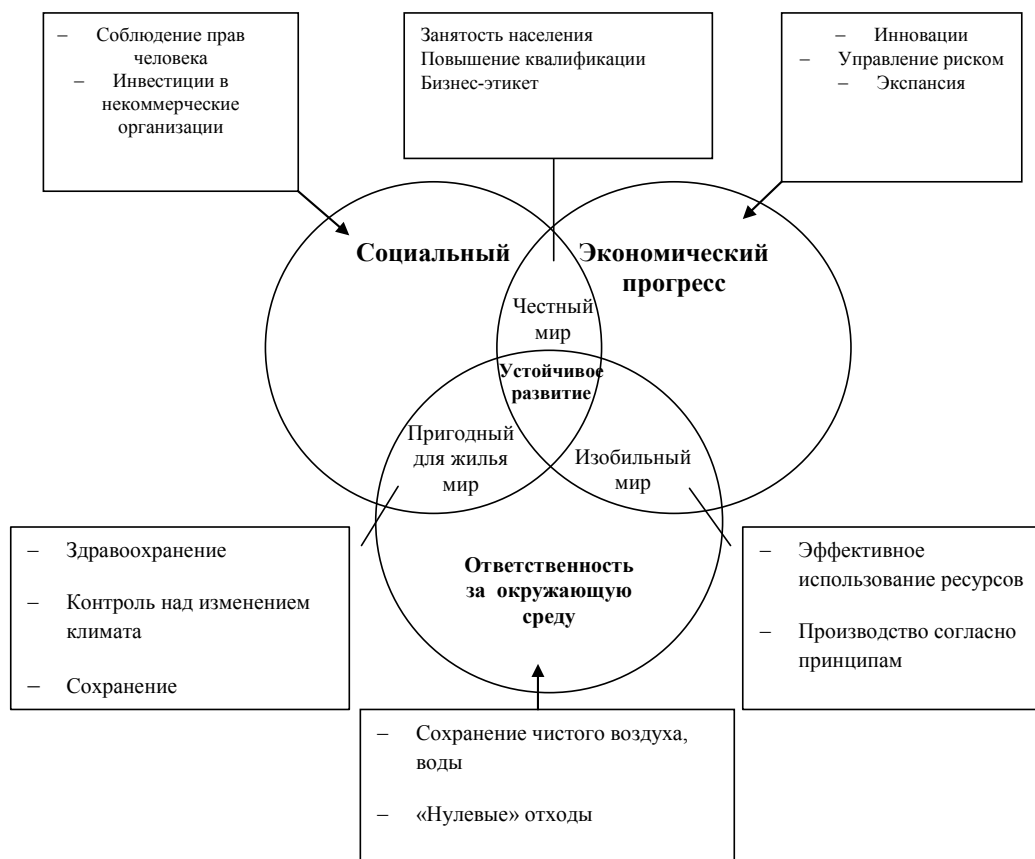 – Соблюдение прав
человека
– Инвестиции в
некоммерческие
организации
Занятость населения
Повышение квалификации
Бизнес-этикет
– Инновации
– Управление риском
– Экспансия
Социальный
Экономический
прогресс
Честный
мир
Устойчивое
развитие
Пригодный
для жилья
мир
Изобильный
мир
– Здравоохранение
– Контроль над изменением
климата
– Сохранение
Ответственность
за окружающую
среду
– Эффективное
использование ресурсов
– Производство согласно
принципам
– Сохранение чистого воздуха,
воды
– «Нулевые» отходы